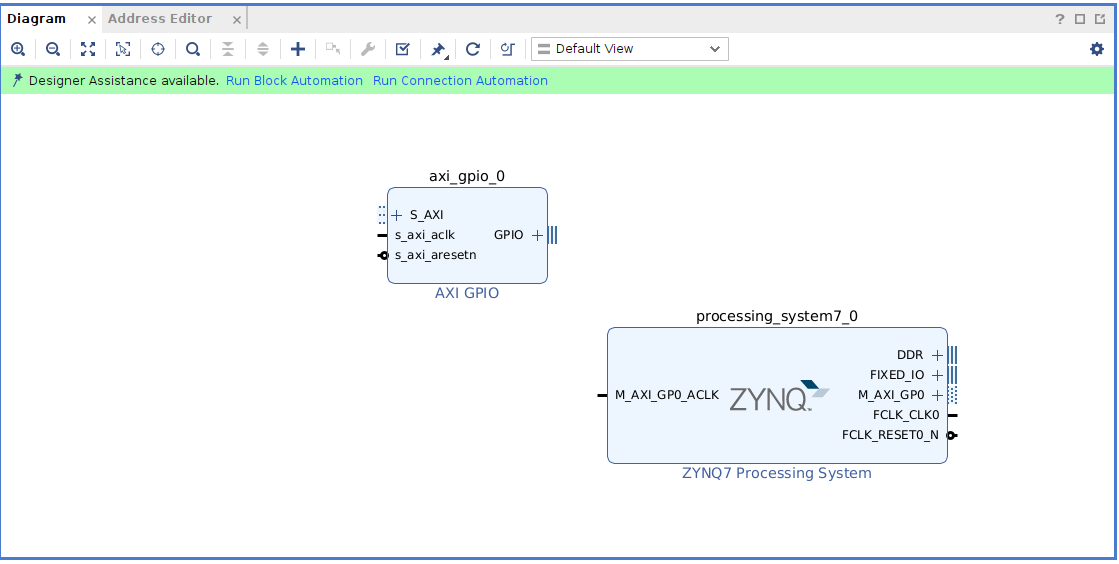 Diagram × Address Editor × ?
Default View
Designer Assistance available. Run Block Automation Run Connection Automation
axi_gpio_0
S_AXI
s_axi_aclk GPIO
s_axi_aresetn
AXI GPIO
processing_system7_0
DDR
FIXED_IO
M_AXI_GP0_ACLK ZYNQ™ M_AXI_GP0
FCLK_CLK0
FCLK_RESET0_N
ZYNQ7 Processing System